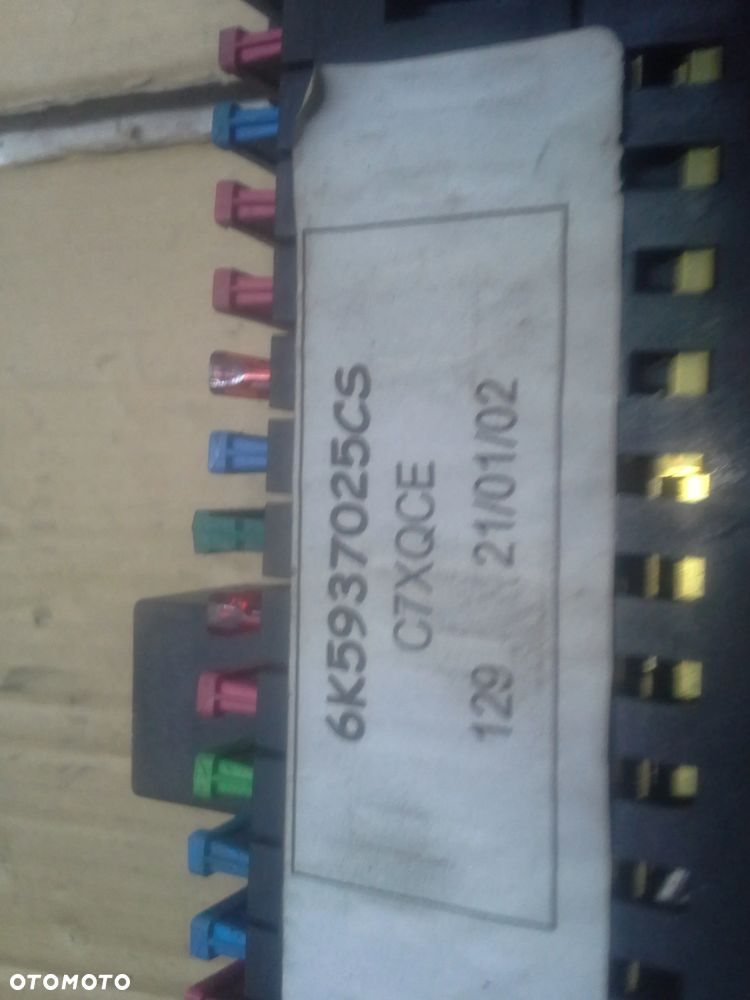 6K5937025CS
C7XQCE
129 21/01/02
OTOMOTO